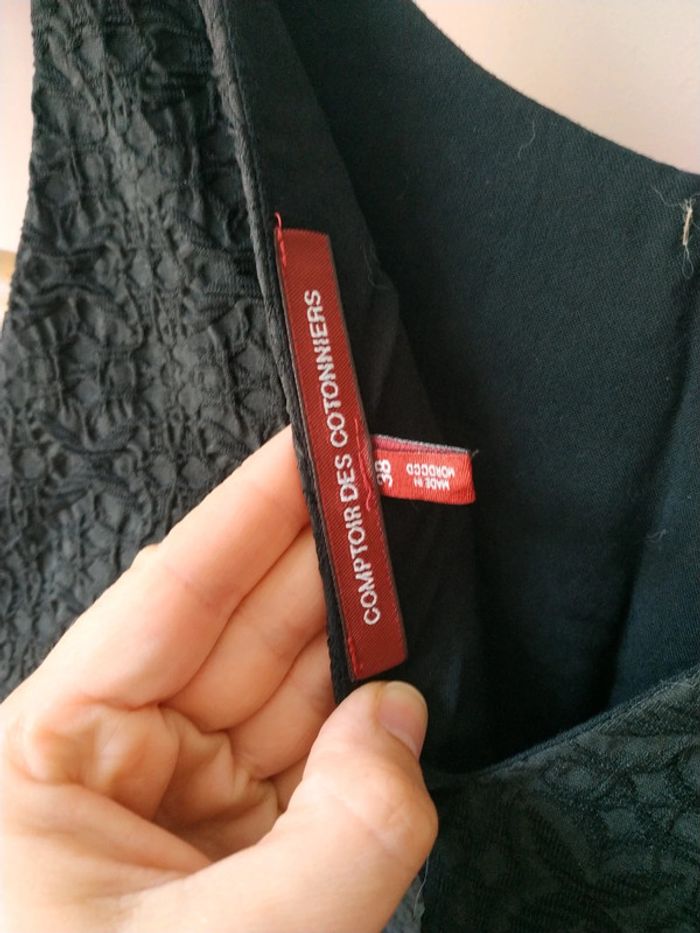 COMPTOIR DES COTONNIERS
38
MADE IN
MOROCCO